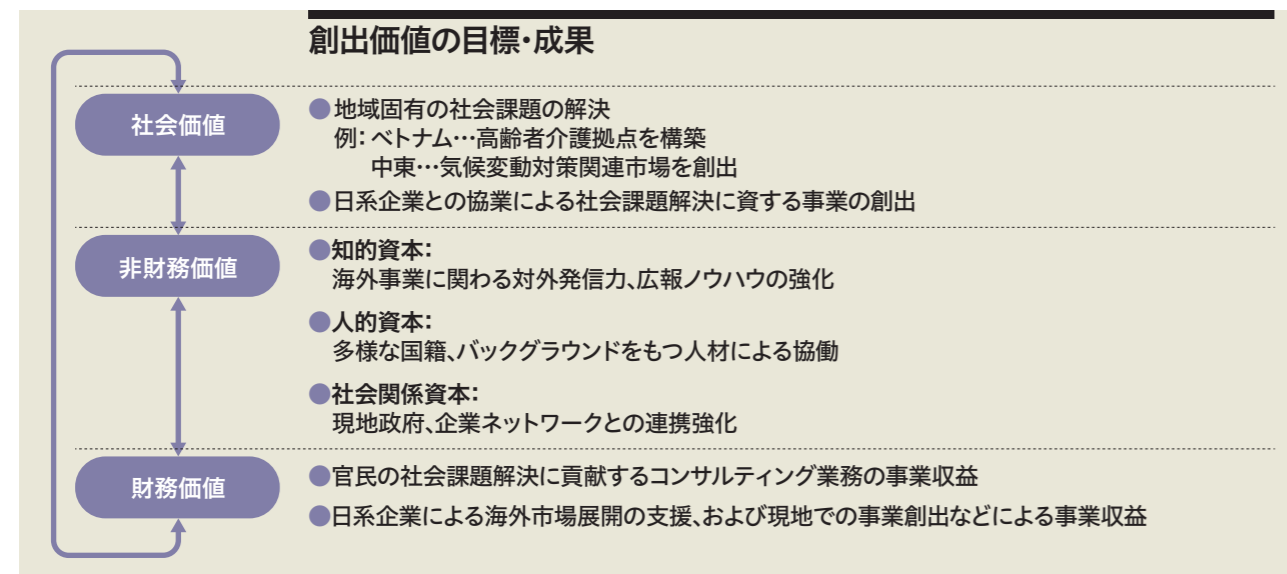 創出価値の目標・成果
社会価値
●地域固有の社会課題の解決
例：ベトナム…高齢者介護拠点を構築
中東…気候変動対策関連市場を創出
●日系企業との協業による社会課題解決に資する事業の創出
非財務価値
●知的資本：
海外事業に関わる対外発信力、広報ノウハウの強化
●人的資本：
多様な国籍、バックグラウンドをもつ人材による協働
●社会関係資本：
現地政府、企業ネットワークとの連携強化
財務価値
●官民の社会課題解決に貢献するコンサルティング業務の事業収益
●日系企業による海外市場展開の支援、および現地での事業創出などによる事業収益